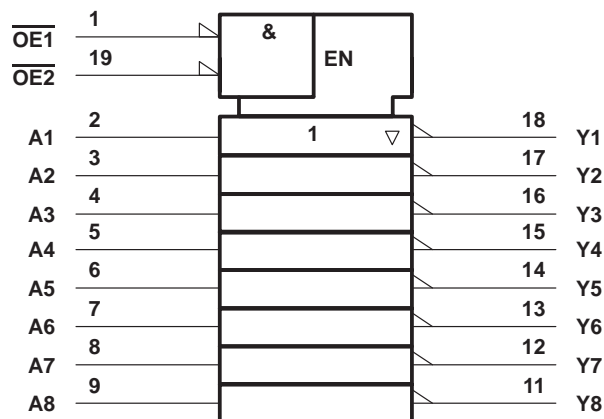 OE1 1 &
OE2 19 EN
A1 2 1 ▽ 18 Y1
A2 3 17 Y2
A3 4 16 Y3
A4 5 15 Y4
A5 6 14 Y5
A6 7 13 Y6
A7 8 12 Y7
A8 9 11 Y8